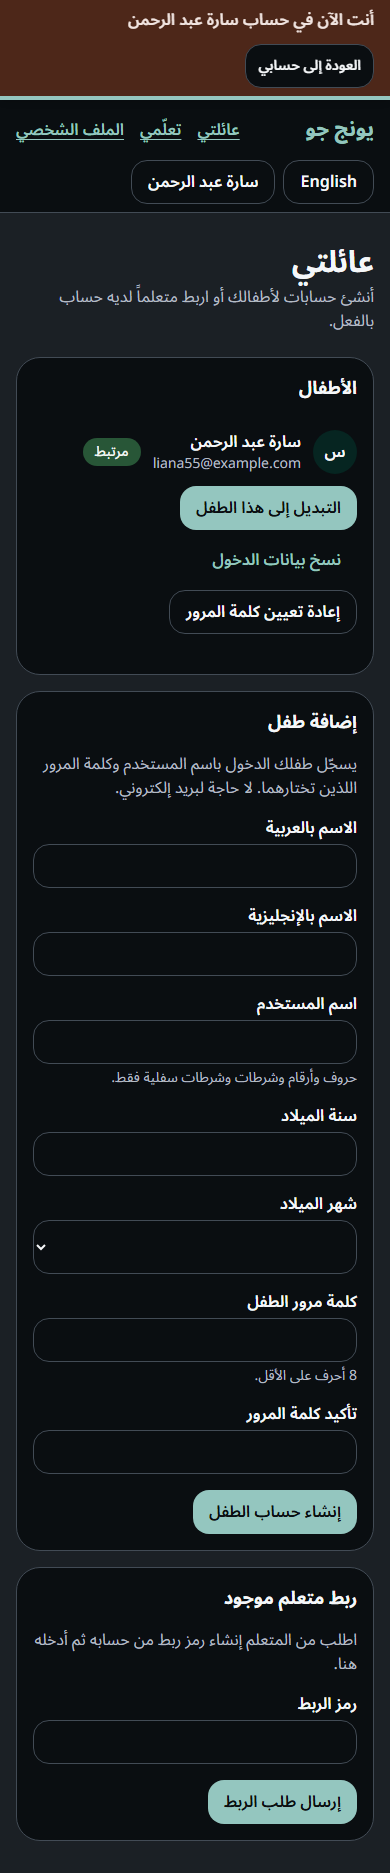 أنت الآن في حساب سارة عبد الرحمن
العودة إلى حسابي
يونج جو
عائلتي
تعلّمي
الملف الشخصي
English
سارة عبد الرحمن
عائلتي
أنشئ حسابات لأطفالك أو اربط متعلماً لديه حساب
بالفعل.
الأطفال
س
سارة عبد الرحمن
liana55@example.com
مرتبط
التبديل إلى هذا الطفل
نسخ بيانات الدخول
إعادة تعيين كلمة المرور
إضافة طفل
يسجّل طفلك الدخول باسم المستخدم وكلمة المرور
اللذين تختارهما. لا حاجة لبريد إلكتروني.
الاسم بالعربية
الاسم بالإنجليزية
اسم المستخدم
حروف وأرقام وشرطات وشرطات سفلية فقط.
سنة الميلاد
شهر الميلاد
كلمة مرور الطفل
8 أحرف على الأقل.
تأكيد كلمة المرور
إنشاء حساب الطفل
ربط متعلم موجود
اطلب من المتعلم إنشاء رمز ربط من حسابه ثم أدخله
هنا.
رمز الربط
إرسال طلب الربط